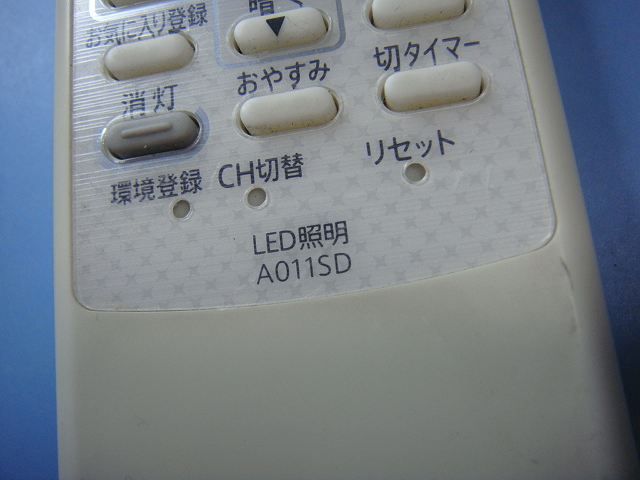 お気に入り登録
暗く
おやすみ
切タイマー
消灯
環境登録
CH切替
リセット
LED照明
A011SD